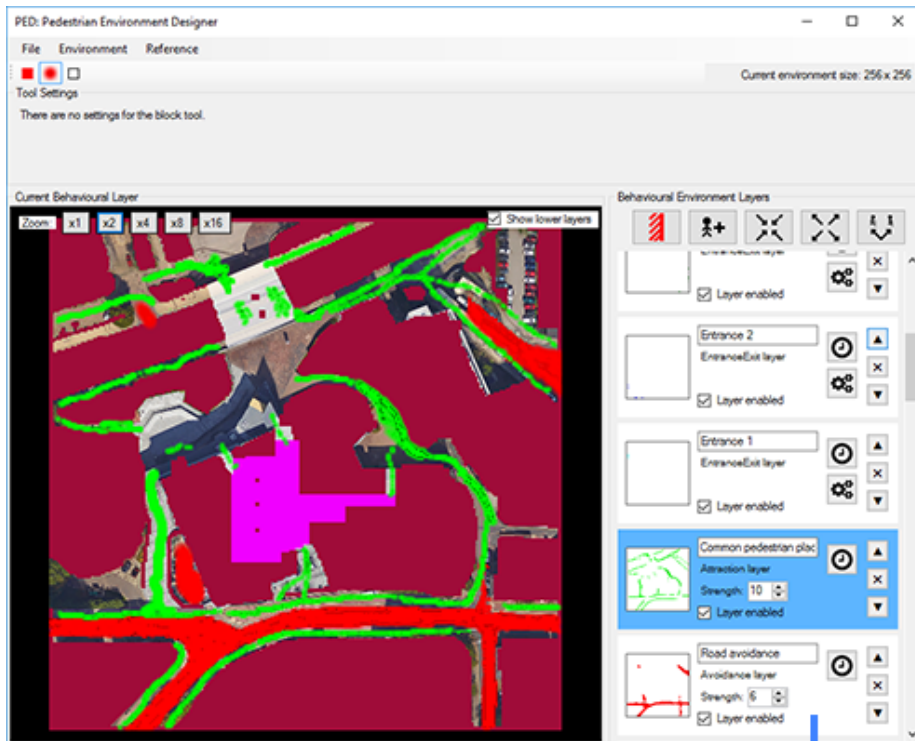 PED: Pedestrian Environment Designer
File Environment Reference
Current environment size: 256 x 256
Tool Settings
There are no settings for the block tool.
Current Behavioural Layer
Behavioural Environment Layers
Zoom: x1 x2 x4 x8 x16
Show lower layers
EntranceExit layer
Layer enabled
Entrance 2
EntranceExit layer
Layer enabled
Entrance 1
EntranceExit layer
Layer enabled
Common pedestrian plac
Attraction layer
Strength: 10
Layer enabled
Road avoidance
Avoidance layer
Strength: 6
Layer enabled